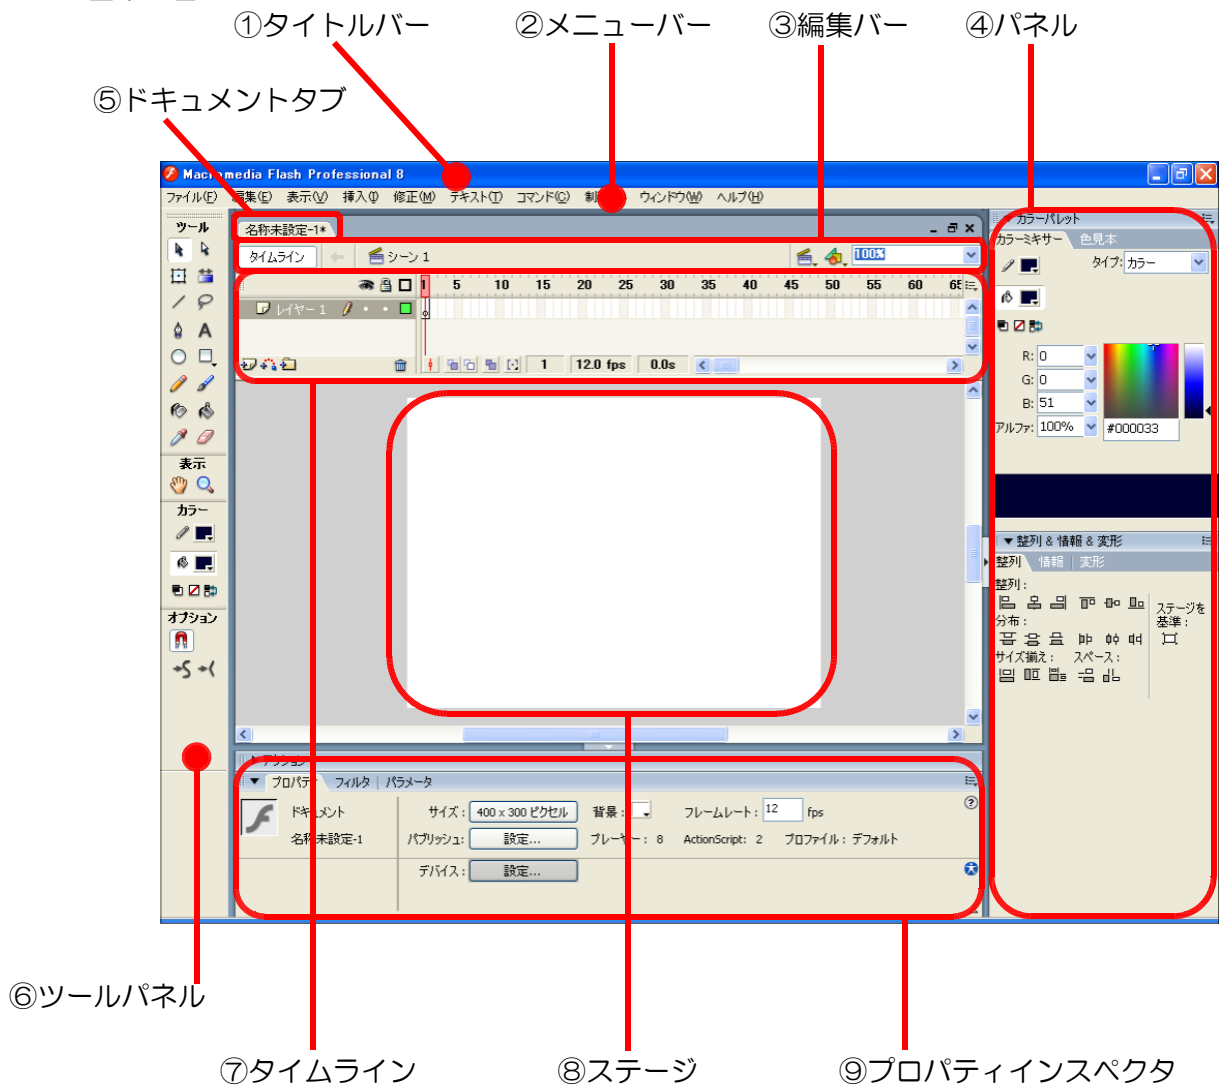 ①タイトルバー
②メニューバー
③編集バー
④パネル
⑤ドキュメントタブ
Macromedia Flash Professional 8
ファイル(F) 編集(E) 表示(V) 挿入(I) 修正(M) テキスト(T) コマンド(C) ウィンドウ(W) ヘルプ(H)
ツール
名称未設定-1*
カラーパレット
カラーミキサー 色見本
タイムライン
シーン 1
100%
タイプ: カラー
1 5 10 15 20 25 30 35 40 45 50 55 60 65
レイヤー 1
1 12.0 fps 0.0s
R: 0
G: 0
B: 51
アルファ: 100%
#000033
表示
カラー
オプション
▼ 整列 & 情報 & 変形
整列 情報 変形
整列:
分布:
ステージを
基準:
サイズ揃え: スペース:
アクション
▼ プロパティ フィルタ パラメータ
ドキュメント
名称未設定-1
サイズ: 400 x 300 ピクセル 背景: フレームレート: 12 fps
パブリッシュ: 設定... プレーヤー: 8 ActionScript: 2 プロファイル: デフォルト
デバイス: 設定...
⑥ツールパネル
⑦タイムライン
⑧ステージ
⑨プロパティインスペクタ